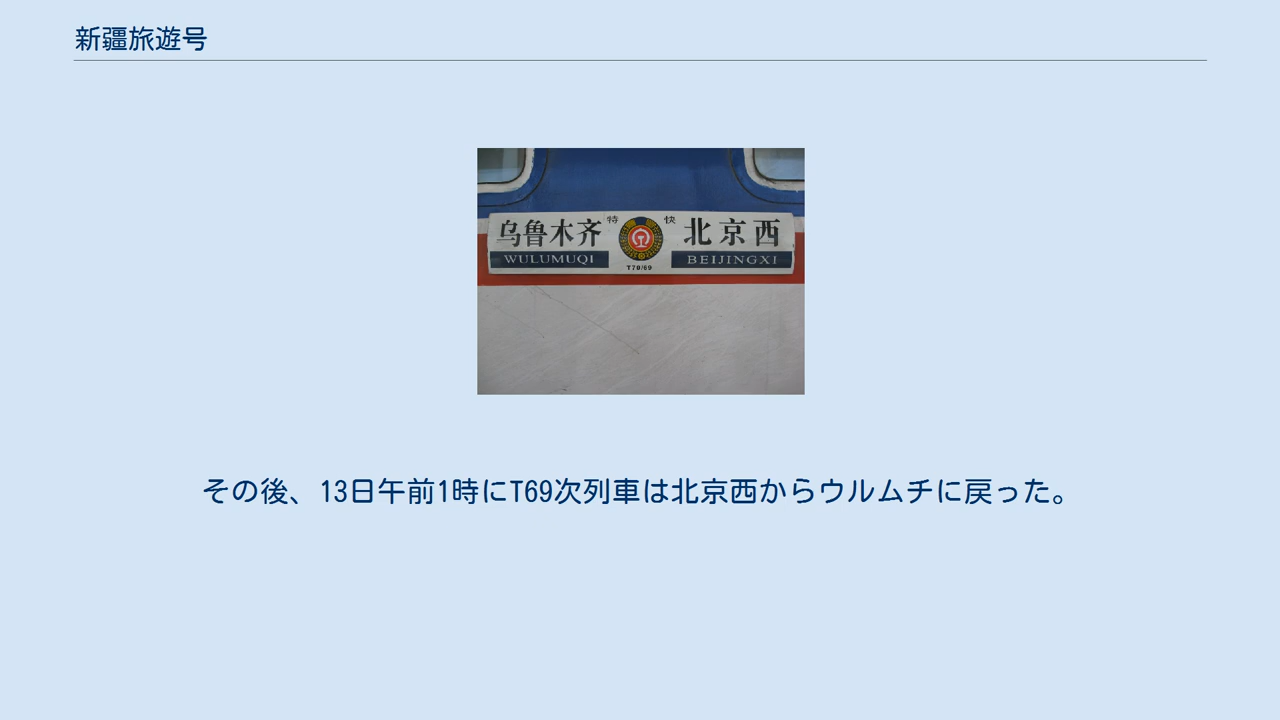 新疆旅遊号
乌鲁木齐 特 快 北京西
WULUMUQI BEIJINGXI
T70/69
その後、13日午前1時にT69次列車は北京西からウルムチに戻った。